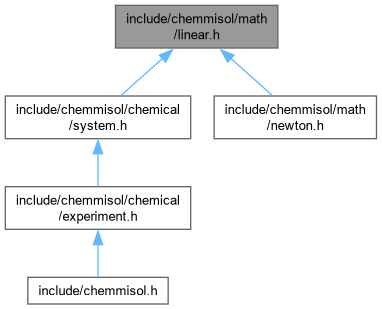 include/chemmisol/math
/linear.h
include/chemmisol/chemical
/system.h
include/chemmisol/math
/newton.h
include/chemmisol/chemical
/experiment.h
include/chemmisol.h